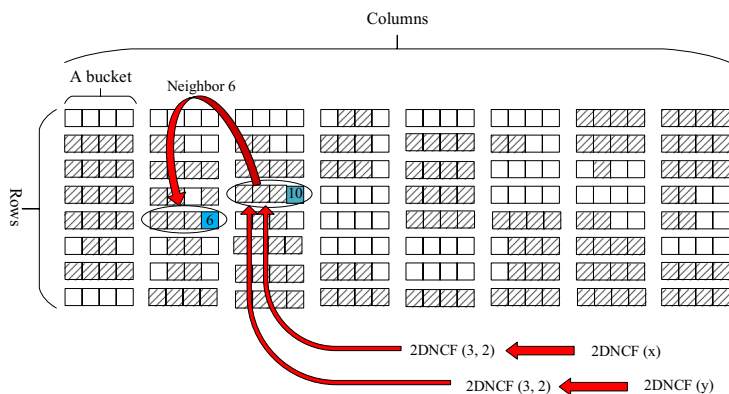 Columns
A bucket
Neighbor 6
Rows
10
6
2DNCF (3, 2)
2DNCF (x)
2DNCF (3, 2)
2DNCF (y)